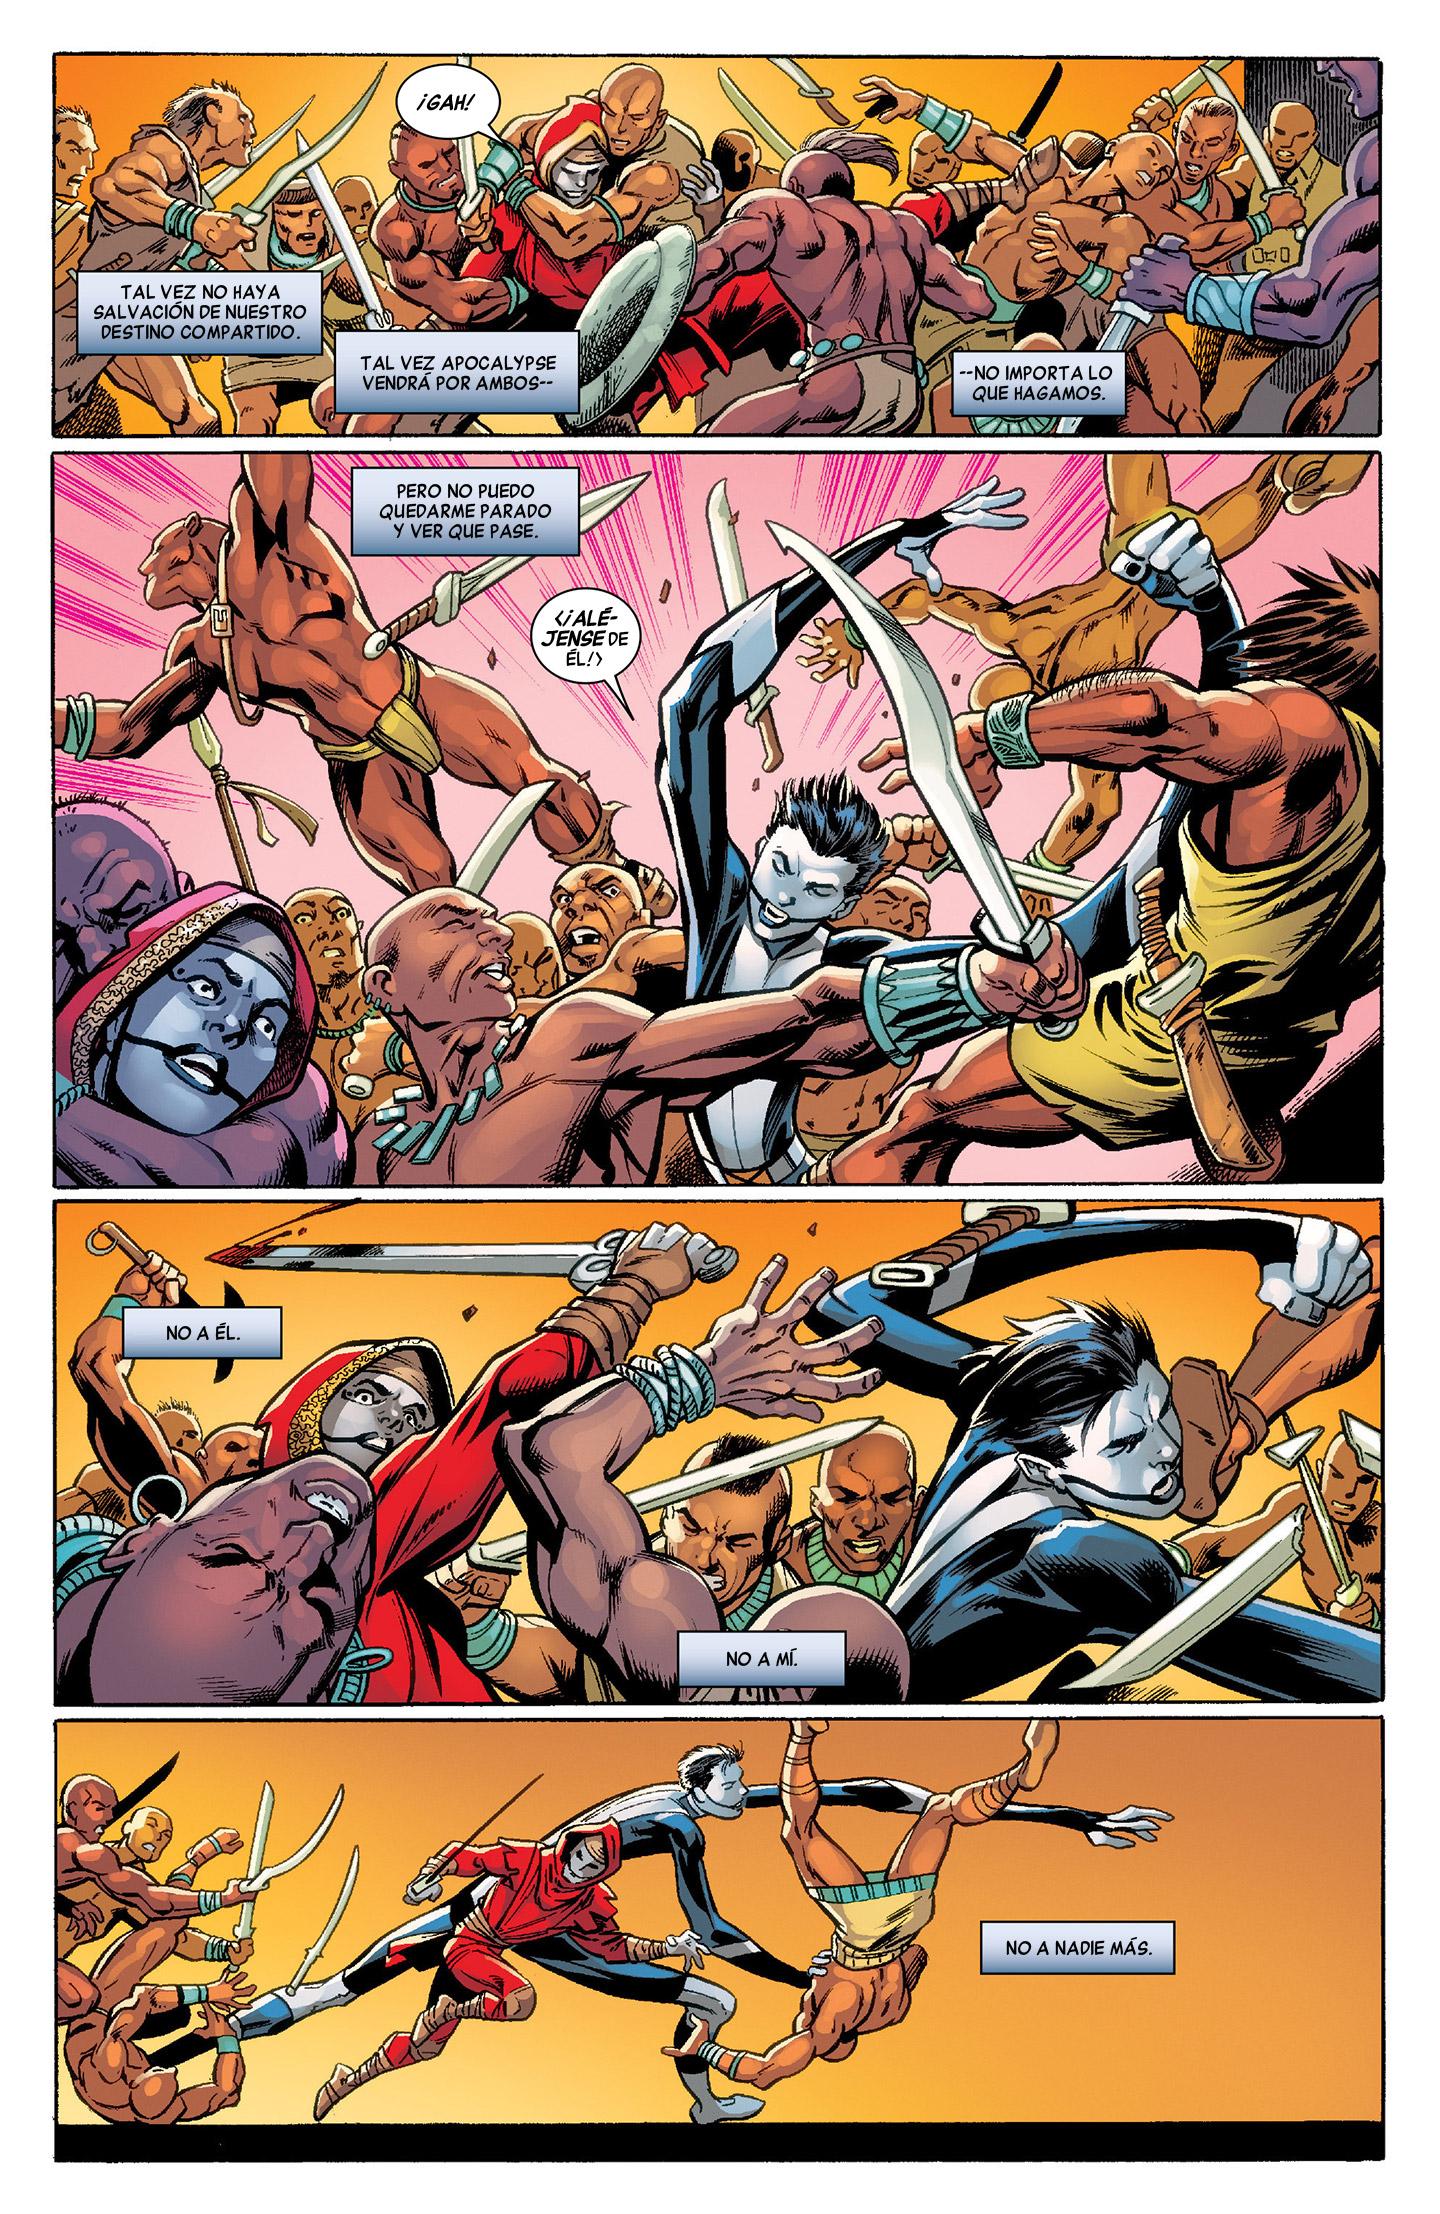 ¡GAH!
TAL VEZ NO HAYA
SALVACIÓN DE NUESTRO
DESTINO COMPARTIDO.
TAL VEZ APOCALYPSE
VENDRÁ POR AMBOS--
--NO IMPORTA LO
QUE HAGAMOS.
PERO NO PUEDO
QUEDARME PARADO
Y VER QUE PASE.
<¡ALÉ-
JENSE DE
ÉL!>
NO A ÉL.
NO A MÍ.
NO A NADIE MÁS.